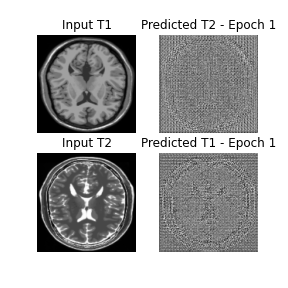 Input T1
Predicted T2 - Epoch 1
Input T2
Predicted T1 - Epoch 1